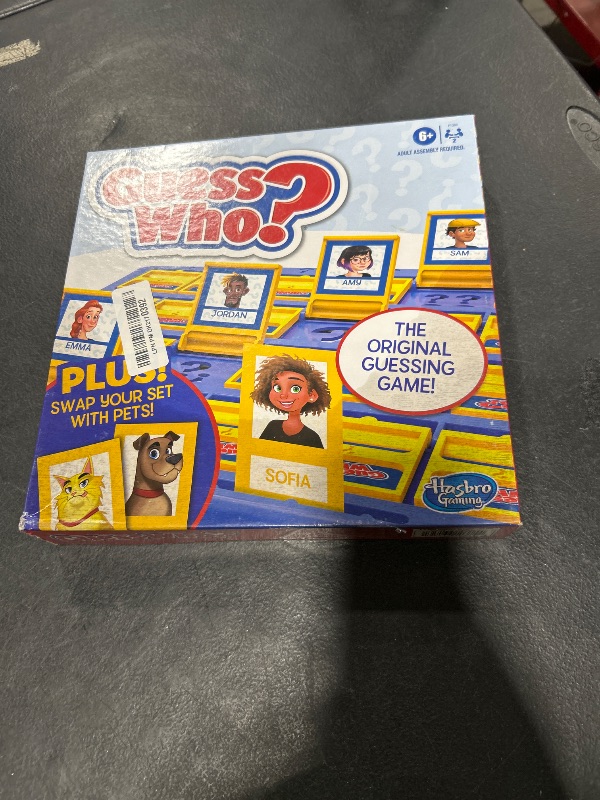 6+
2
ADULT ASSEMBLY REQUIRED.
GUESS
WHO?
SAM
AMY
JORDAN
EMMA
THE
ORIGINAL
GUESSING
GAME!
PLUS!
SWAP YOUR SET
WITH PETS!
SOFIA
Hasbro
Gaming